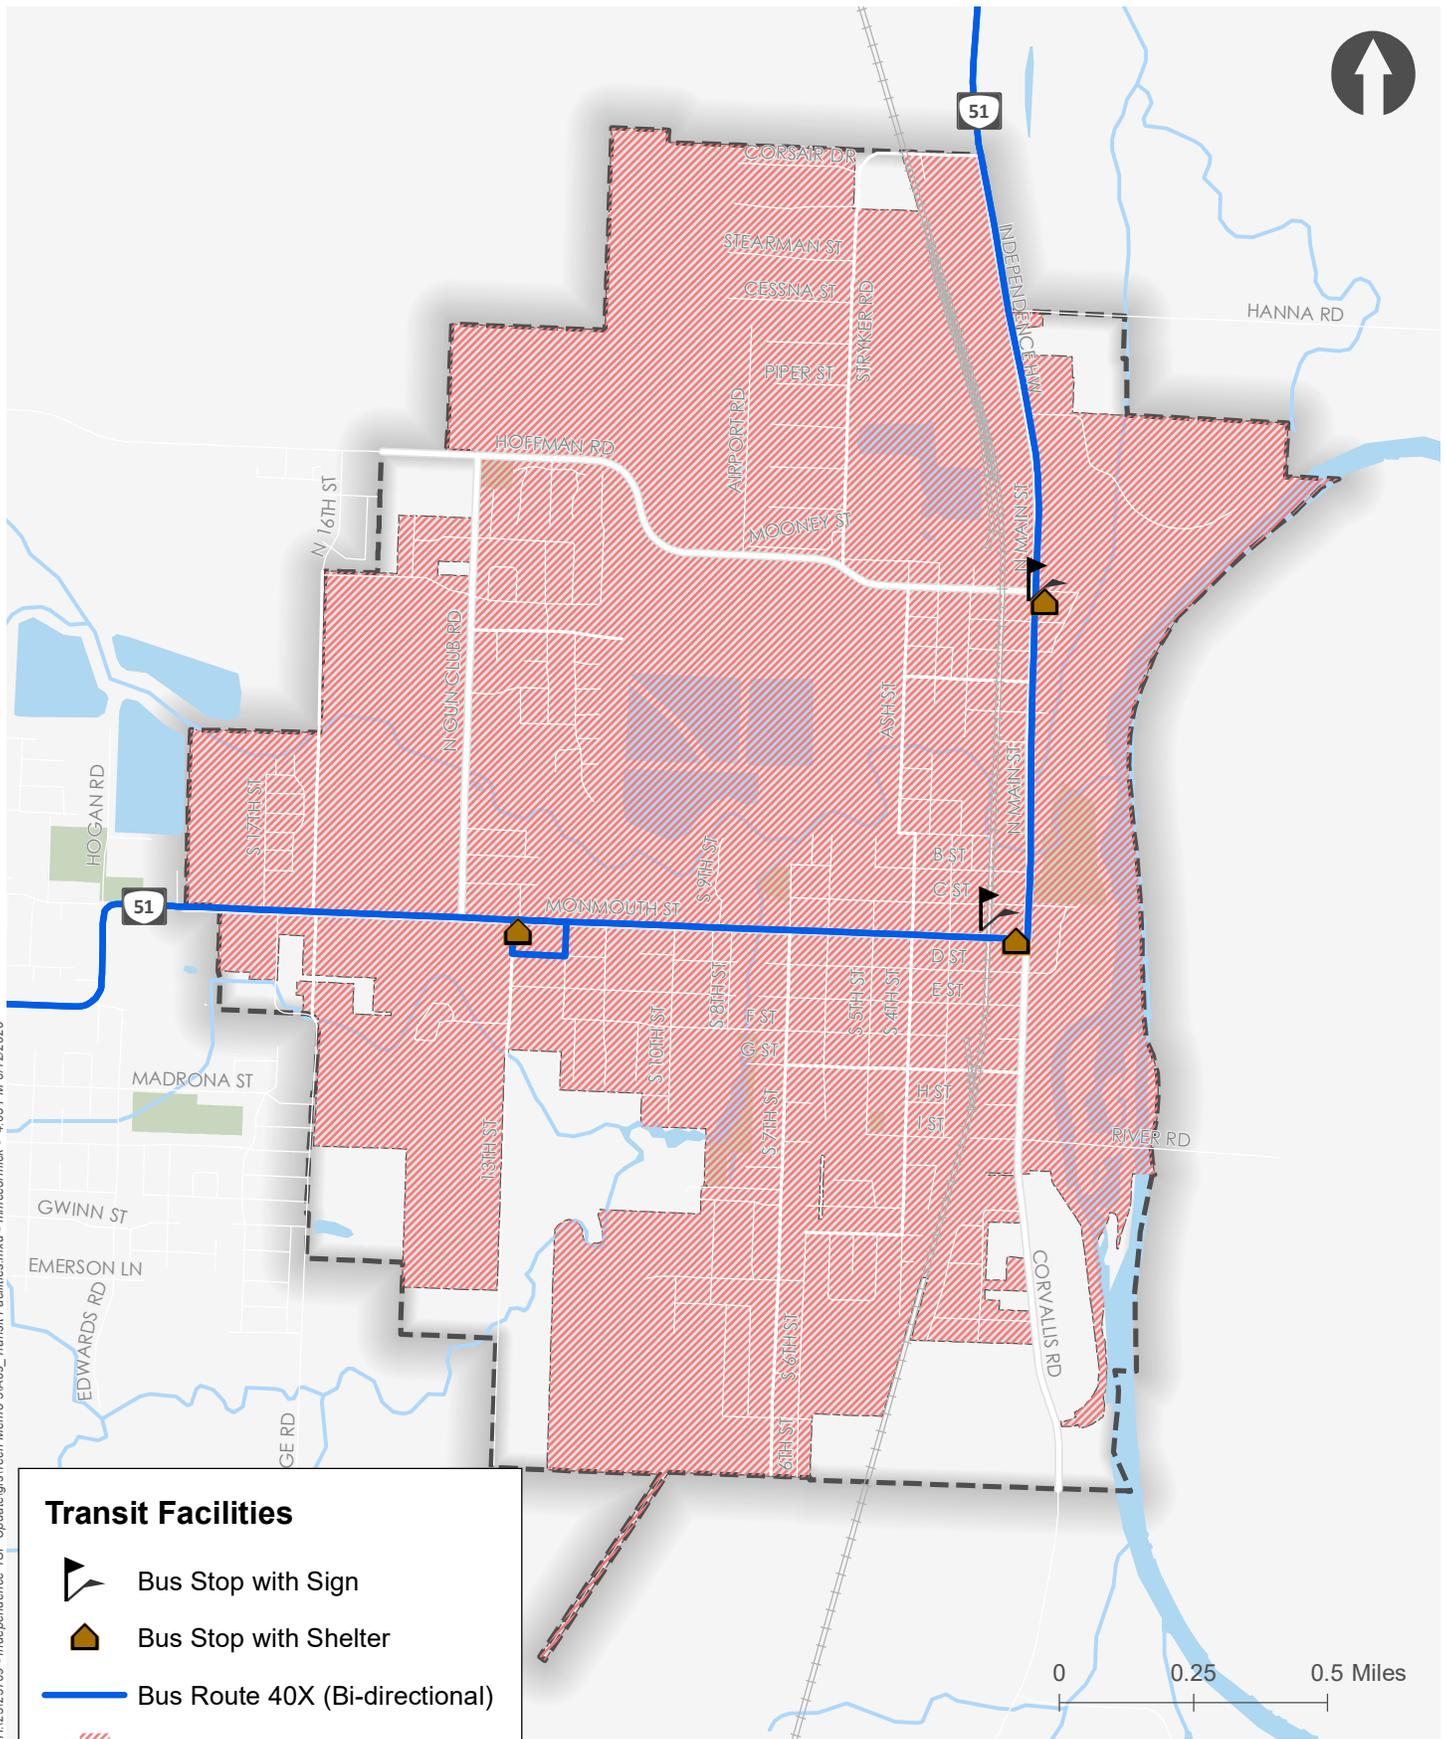 51
CORSAIR DR
INDEPENDENCE HW
STEARMAN ST
CESSNA ST
STRYKER RD
HANNA RD
PIPER ST
AIRPORT RD
HOFFMAN RD
N 16TH ST
N MAIN ST
MOONEY ST
N GUN CLUB RD
ASH ST
N MAIN ST
HOGAN RD
S 17TH ST
S 9TH ST
B ST
C ST
51
MONMOUTH ST
D ST
E ST
S 8TH ST
S 5TH ST
S 4TH ST
F ST
S 10TH ST
G ST
MADRONA ST
H ST
S 7TH ST
I ST
13TH ST
RIVER RD
GWINN ST
EMERSON LN
EDWARDS RD
CORVALLIS RD
S 6TH ST
6TH ST
GE RD
Transit Facilities
Bus Stop with Sign
Bus Stop with Shelter
Bus Route 40X (Bi-directional)
0 0.25 0.5 Miles